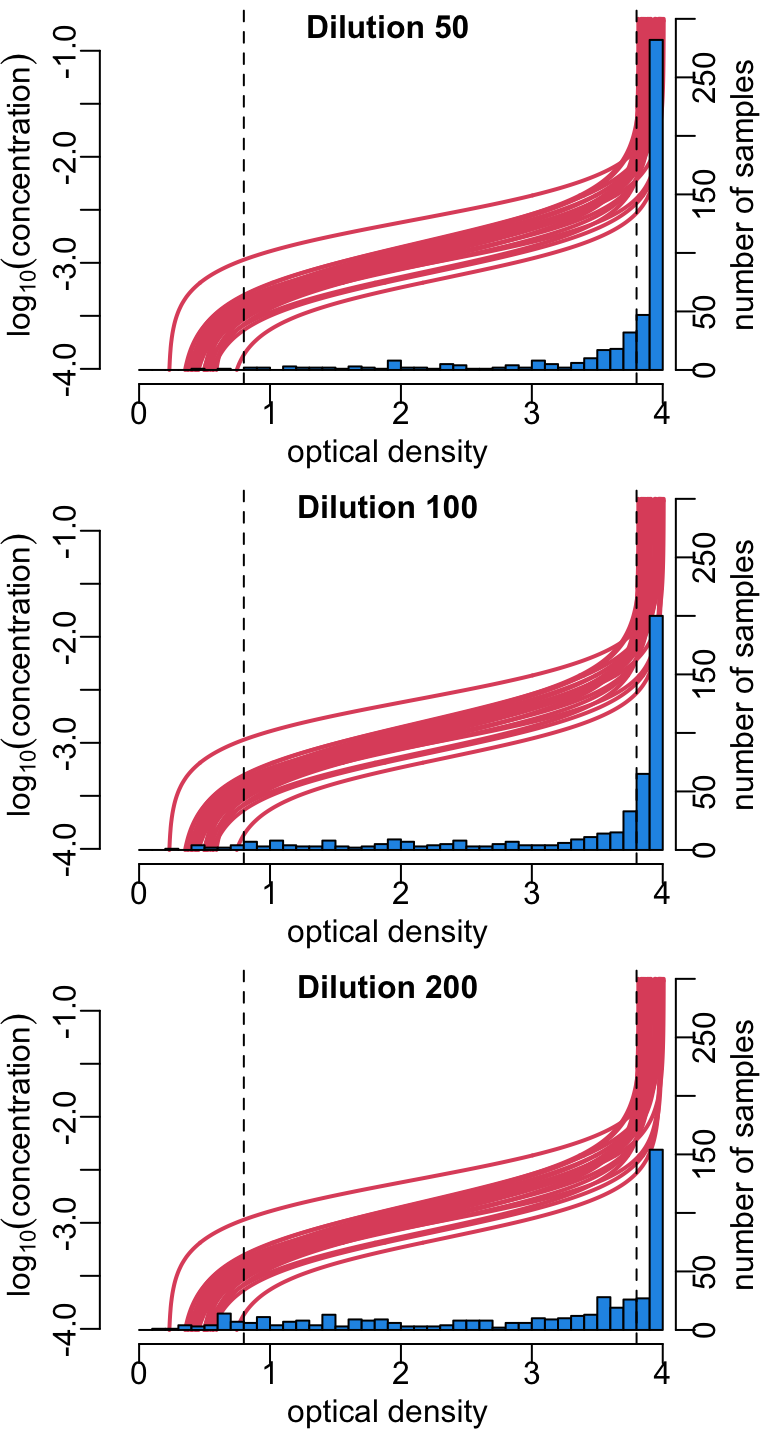 Dilution 50
log10(concentration)
-4.0 -3.0 -2.0 -1.0
number of samples
0 50 150 250
0 1 2 3 4
optical density
Dilution 100
log10(concentration)
-4.0 -3.0 -2.0 -1.0
number of samples
0 50 150 250
0 1 2 3 4
optical density
Dilution 200
log10(concentration)
-4.0 -3.0 -2.0 -1.0
number of samples
0 50 150 250
0 1 2 3 4
optical density